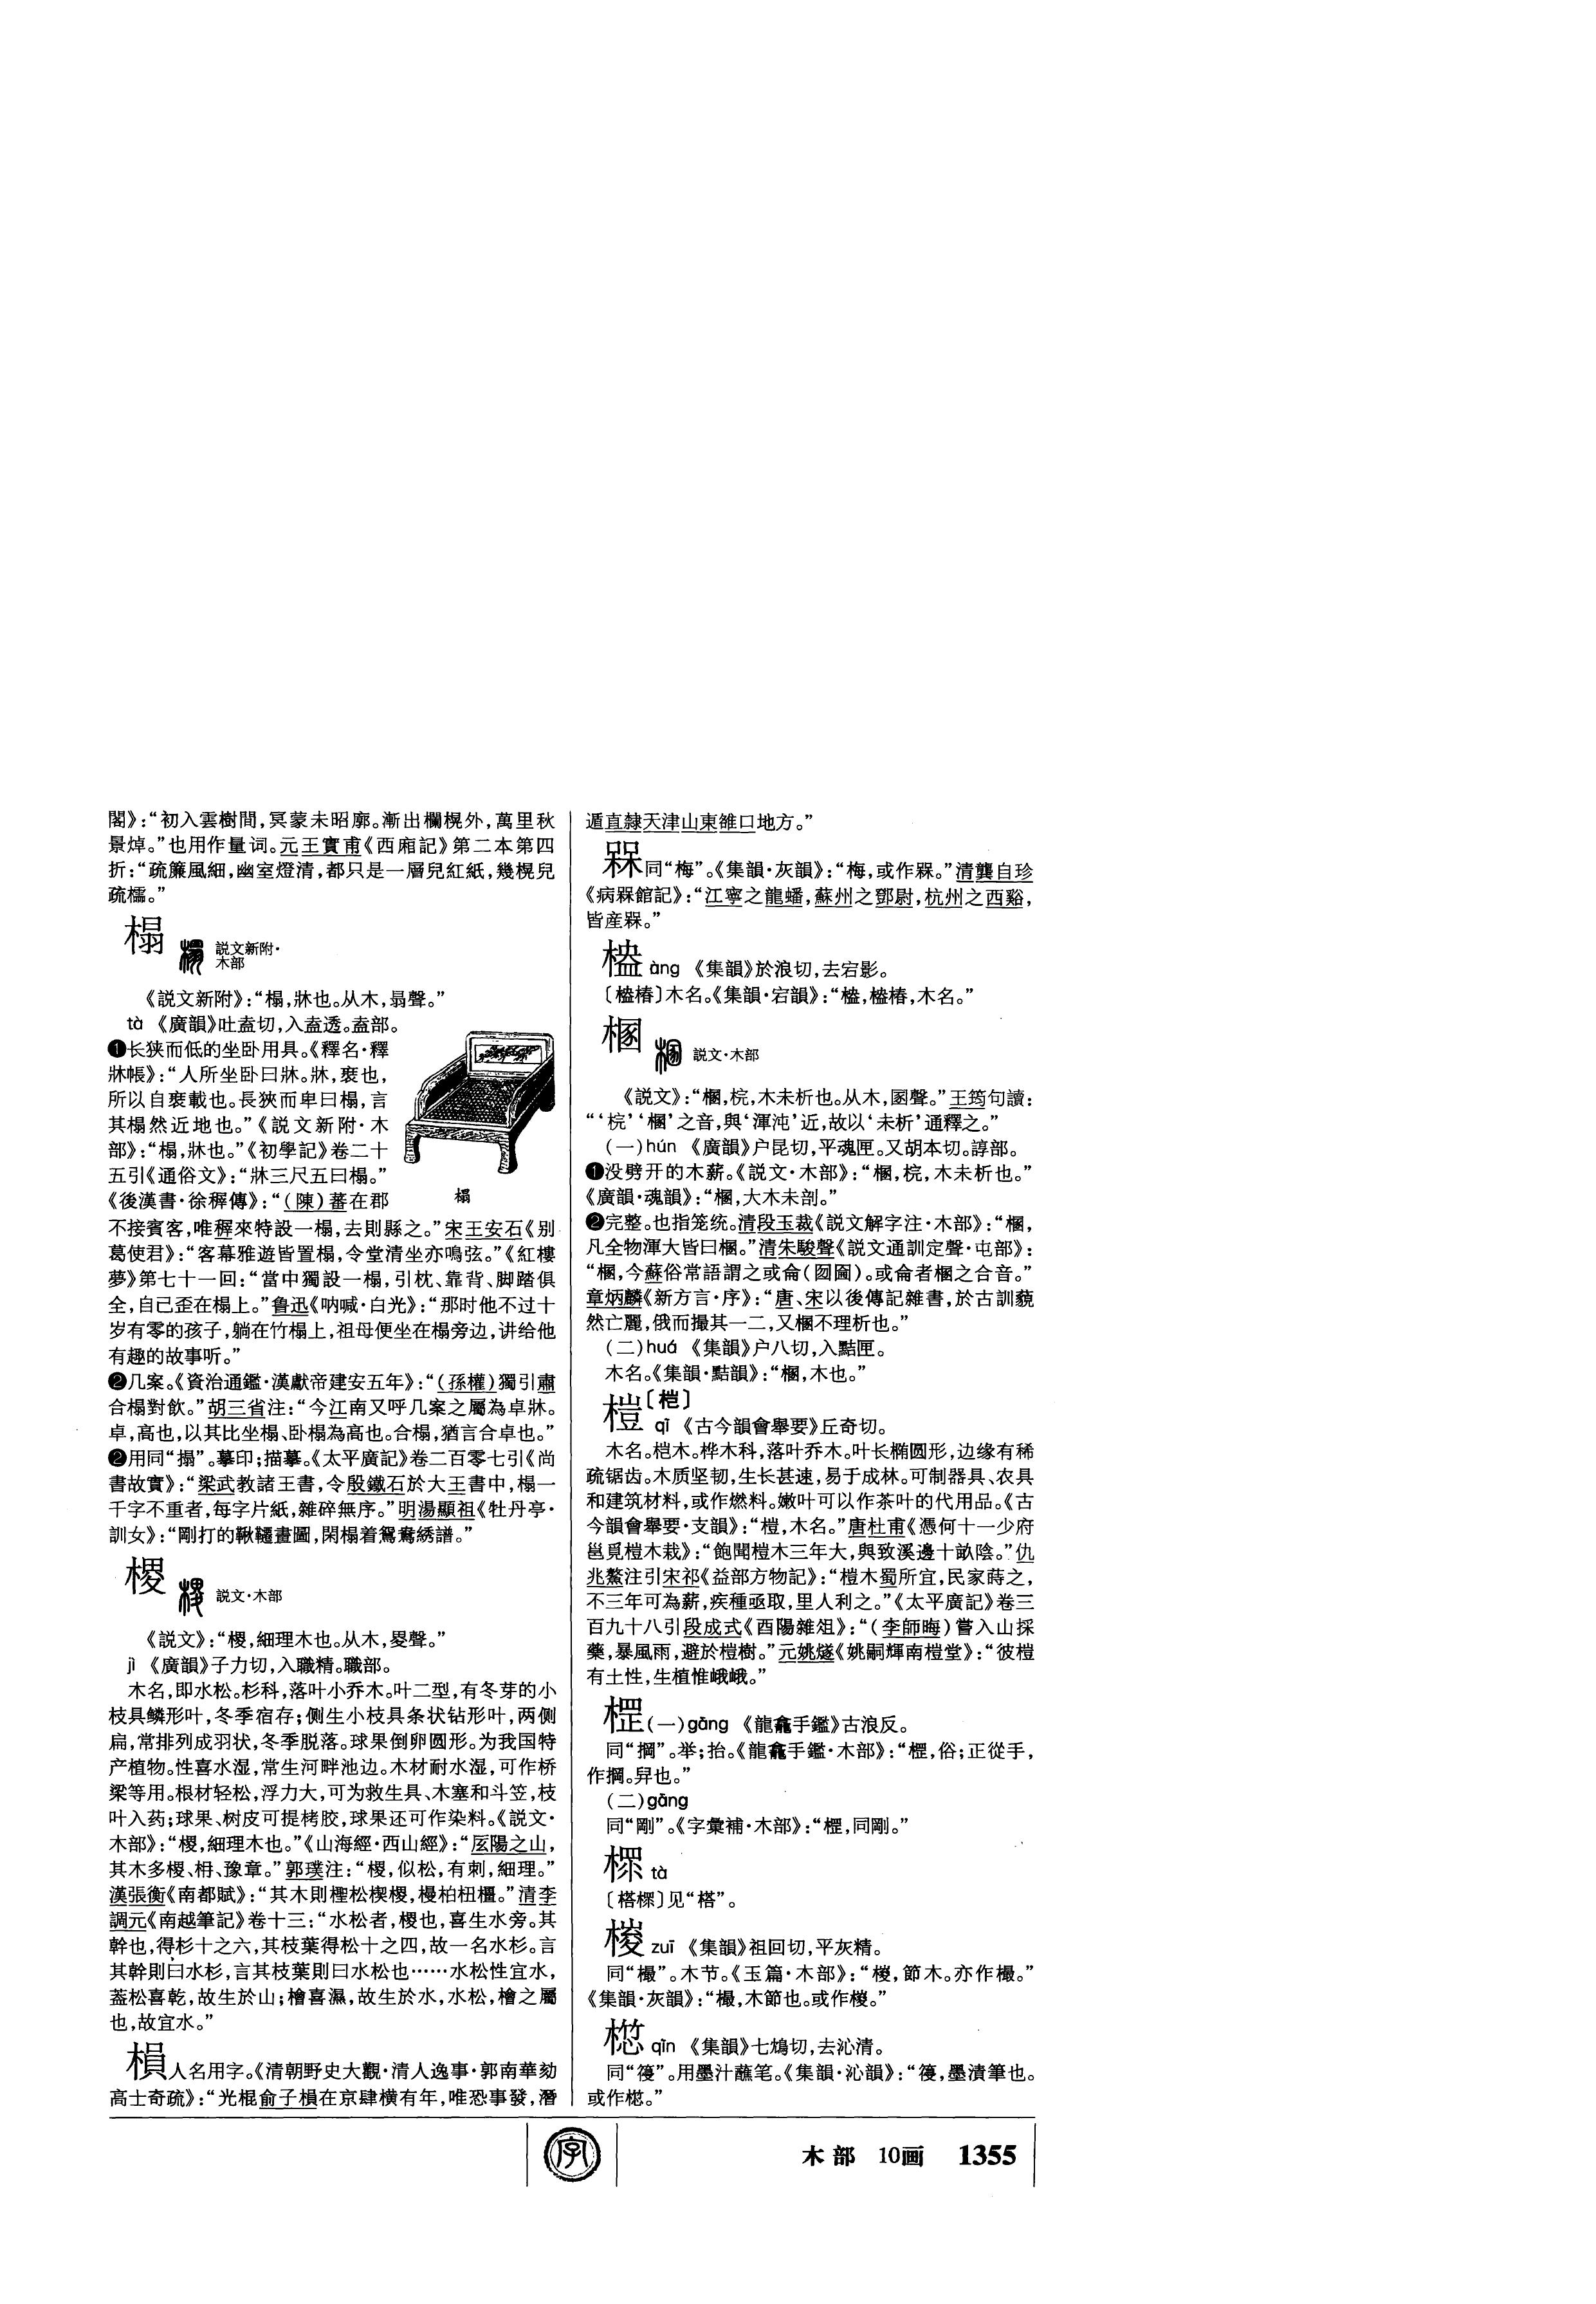 閣》：“初入雲樹間，冥蒙未昭廓。漸出欄榥外，萬里秋
景焯。”也用作量词。元王實甫《西廂記》第二本第四
折：“疏簾風細，幽室燈清，都只是一層兒紅紙，幾榥兒
疏櫺。”
榻 説文新附·
木部
《説文新附》：“榻，牀也。从木，𦐇聲。”
tà 《廣韻》吐盍切，入盍透。盍部。
❶长狭而低的坐卧用具。《釋名·釋
牀帳》：“人所坐卧曰牀。牀，裝也，
所以自裝載也。長狹而卑曰榻，言
其榻然近地也。”《説文新附·木
部》：“榻，牀也。”《初學記》卷二十
五引《通俗文》：“牀三尺五曰榻。”
《後漢書·徐穉傳》：“（陳）蕃在郡
榻
不接賓客，唯穉來特設一榻，去則縣之。”宋王安石《别
葛使君》：“客幕雅遊皆置榻，令堂清坐亦鳴弦。”《紅樓
夢》第七十一回：“當中獨設一榻，引枕、靠背、脚踏俱
全，自己歪在榻上。”鲁迅《呐喊·白光》：“那时他不过十
岁有零的孩子，躺在竹榻上，祖母便坐在榻旁边，讲给他
有趣的故事听。”
❷几案。《資治通鑑·漢獻帝建安五年》：“（孫權）獨引肅
合榻對飲。”胡三省注：“今江南又呼几案之屬為卓牀。
卓，高也，以其比坐榻、卧榻為高也。合榻，猶言合卓也。”
❷用同“搨”。摹印；描摹。《太平廣記》卷二百零七引《尚
書故實》：“梁武教諸王書，令殷鐵石於大王書中，榻一
千字不重者，每字片紙，雜碎無序。”明湯顯祖《牡丹亭·
訓女》：“剛打的鞦韆畫圖，閑榻着鴛鴦綉譜。”
㮨 説文·木部
《説文》：“㮨，細理木也。从木，畟聲。”
jì 《廣韻》子力切，入職精。職部。
木名，即水松。杉科，落叶小乔木。叶二型，有冬芽的小
枝具鳞形叶，冬季宿存；侧生小枝具条状钻形叶，两侧
扁，常排列成羽状，冬季脱落。球果倒卵圆形。为我国特
产植物。性喜水湿，常生河畔池边。木材耐水湿，可作桥
梁等用。根材轻松，浮力大，可为救生具、木塞和斗笠，枝
叶入药；球果、树皮可提栲胶，球果还可作染料。《説文·
木部》：“㮨，細理木也。”《山海經·西山經》：“厎陽之山，
其木多㮨、枬、豫章。”郭璞注：“㮨，似松，有刺，細理。”
漢張衡《南都賦》：“其木則檉松楔㮨，槾柏杻橿。”清李
調元《南越筆記》卷十三：“水松者，㮨也，喜生水旁。其
幹也，得杉十之六，其枝葉得松十之四，故一名水杉。言
其幹則曰水杉，言其枝葉則曰水松也……水松性宜水，
蓋松喜乾，故生於山；檜喜濕，故生於水，水松，檜之屬
也，故宜水。”
𣕃人名用字。《清朝野史大觀·清人逸事·郭南華劾
高士奇疏》：“光棍俞子𣕃在京肆横有年，唯恐事發，潛
遁直隸天津山東雒口地方。”
槑同“梅”。《集韻·灰韻》：“梅，或作槑。”清龔自珍
《病槑館記》：“江寧之龍蟠，蘇州之鄧尉，杭州之西谿，
皆産槑。”
㮺 àng 《集韻》於浪切，去宕影。
〔㮺椿〕木名。《集韻·宕韻》：“㮺，㮺椿，木名。”
梡 説文·木部
《説文》：“棞，梡，木未析也。从木，圂聲。”王筠句讀：
“‘梡’‘棞’之音，與‘渾沌’近，故以‘未析’通釋之。”
（一）hún 《廣韻》户昆切，平魂匣。又胡本切。諄部。
❶没劈开的木薪。《説文·木部》：“棞，梡，木未析也。”
《廣韻·魂韻》：“棞，大木未剖。”
❷完整。也指笼统。清段玉裁《説文解字注·木部》：“棞，
凡全物渾大皆曰棞。”清朱駿聲《説文通訓定聲·屯部》：
“棞，今蘇俗常語謂之或侖（囫圇）。或侖者棞之合音。”
章炳麟《新方言·序》：“唐、宋以後傳記雜書，於古訓藐
然亡麗，俄而撮其一二，又棞不理析也。”
（二）huá 《集韻》户八切，入黠匣。
木名。《集韻·黠韻》：“棞，木也。”
榿〔桤〕
qī 《古今韻會舉要》丘奇切。
木名。桤木。桦木科，落叶乔木。叶长椭圆形，边缘有稀
疏锯齿。木质坚韧，生长甚速，易于成林。可制器具、农具
和建筑材料，或作燃料。嫩叶可以作茶叶的代用品。《古
今韻會舉要·支韻》：“榿，木名。”唐杜甫《憑何十一少府
邕覓榿木栽》：“飽聞榿木三年大，與致溪邊十畝陰。”仇
兆鰲注引宋祁《益部方物記》：“榿木蜀所宜，民家蒔之，
不三年可為薪，疾種亟取，里人利之。”《太平廣記》卷三
百九十八引段成式《酉陽雜俎》：“（李師晦）嘗入山採
藥，暴風雨，避於榿樹。”元姚燧《姚嗣輝南榿堂》：“彼榿
有土性，生植惟峨峨。”
（一）gāng 《龍龕手鑑》古浪反。
同“掆”。举；抬。《龍龕手鑑·木部》：“，俗；正從手，
作掆。舁也。”
（二）gāng
同“剛”。《字彙補·木部》：“，同剛。”
tà
〔榙〕见“榙”。
zuī 《集韻》祖回切，平灰精。
同“樶”。木节。《玉篇·木部》：“，節木。亦作樶。”
《集韻·灰韻》：“樶，木節也。或作。”
qìn 《集韻》七鴆切，去沁清。
同“”。用墨汁蘸笔。《集韻·沁韻》：“，墨漬筆也。
或作。”
字
木部 10画 1355